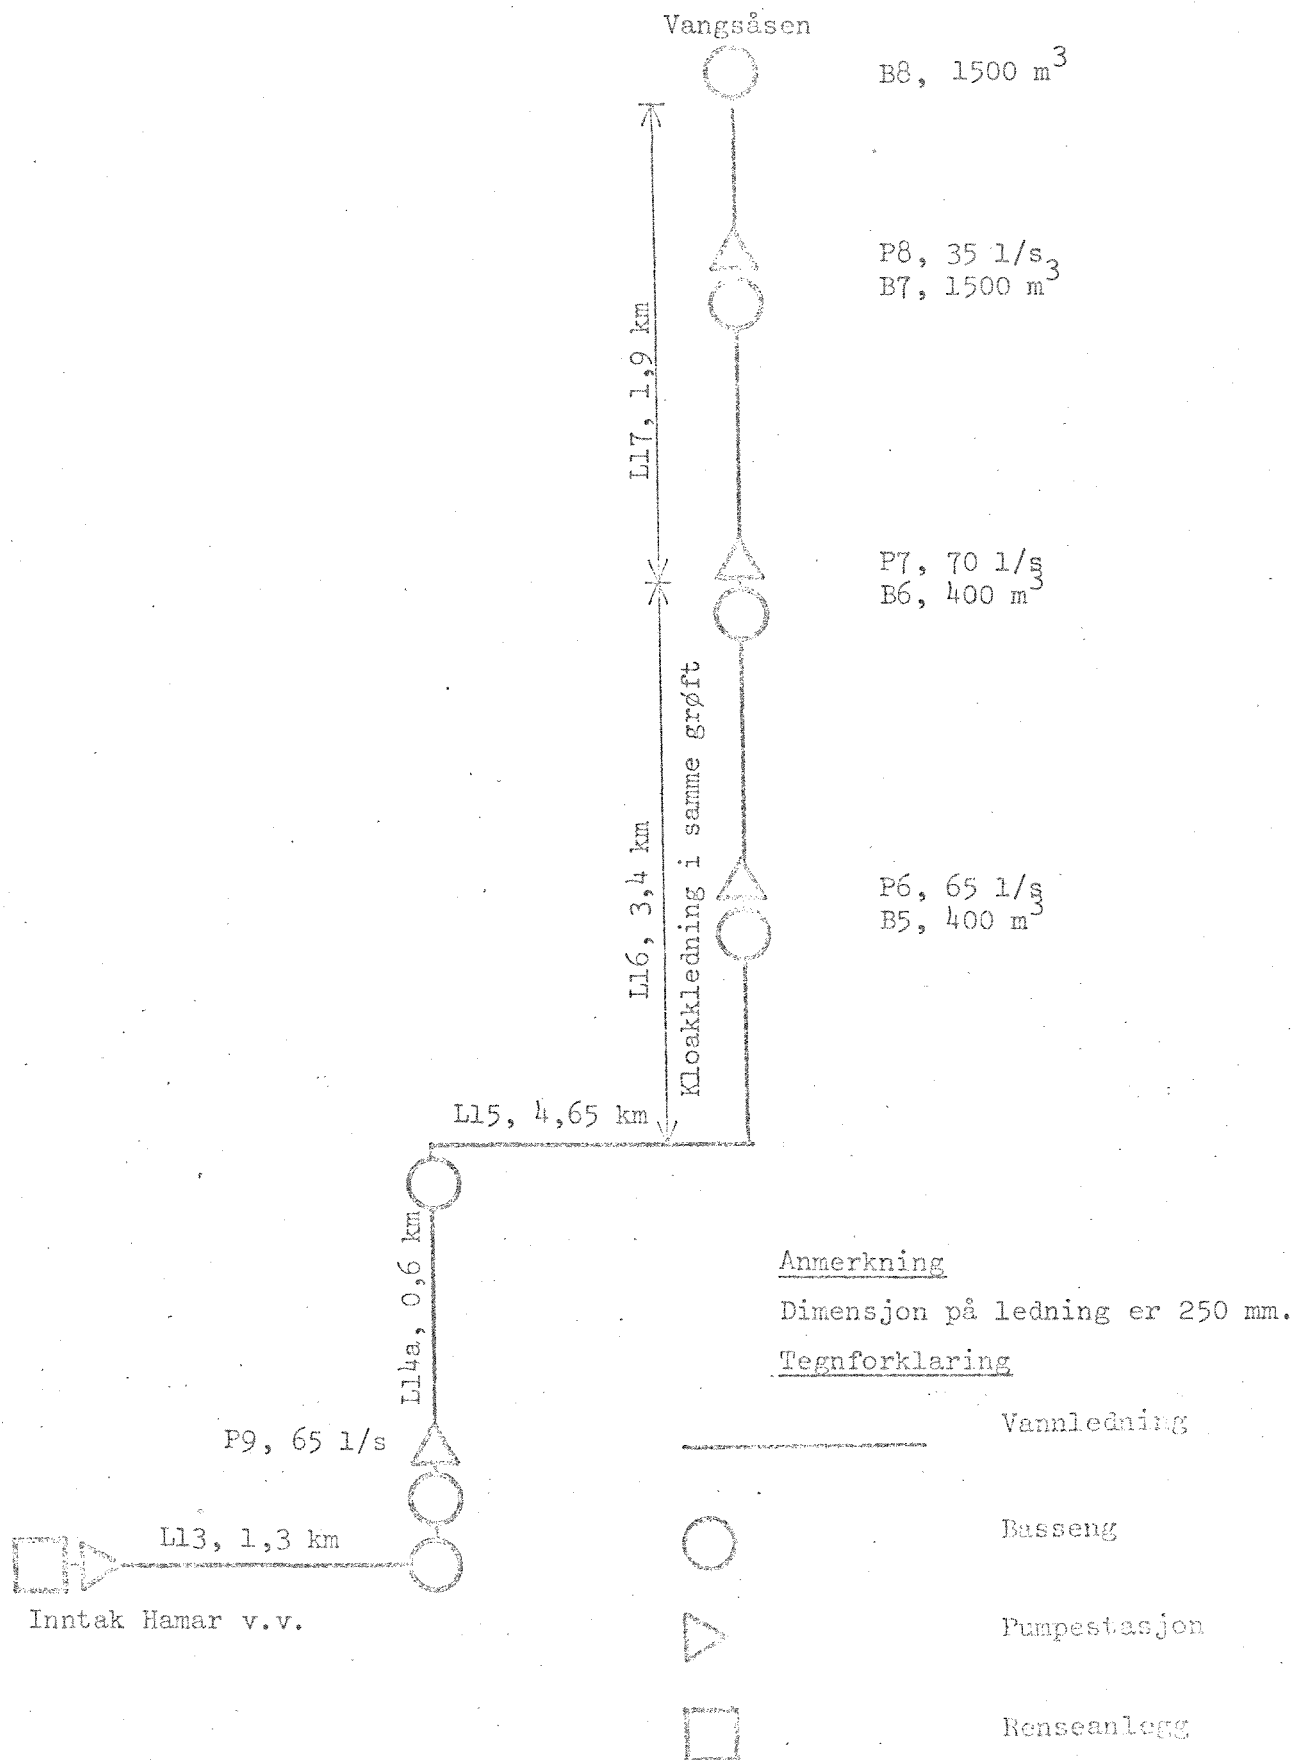 Vangsåsen
B8, 1500 m³
P8, 35 l/s
B7, 1500 m³
L17, 1,9 km
P7, 70 l/s
B6, 400 m³
Kloakkledning i samme grøft
L16, 3,4 km
P6, 65 l/s
B5, 400 m³
L15, 4,65 km
L14a, 0,6 km
Anmerkning
Dimensjon på ledning er 250 mm.
Tegnforklaring
Vannledning
P9, 65 l/s
L13, 1,3 km
Basseng
Inntak Hamar v.v.
Pumpestasjon
Renseanlegg